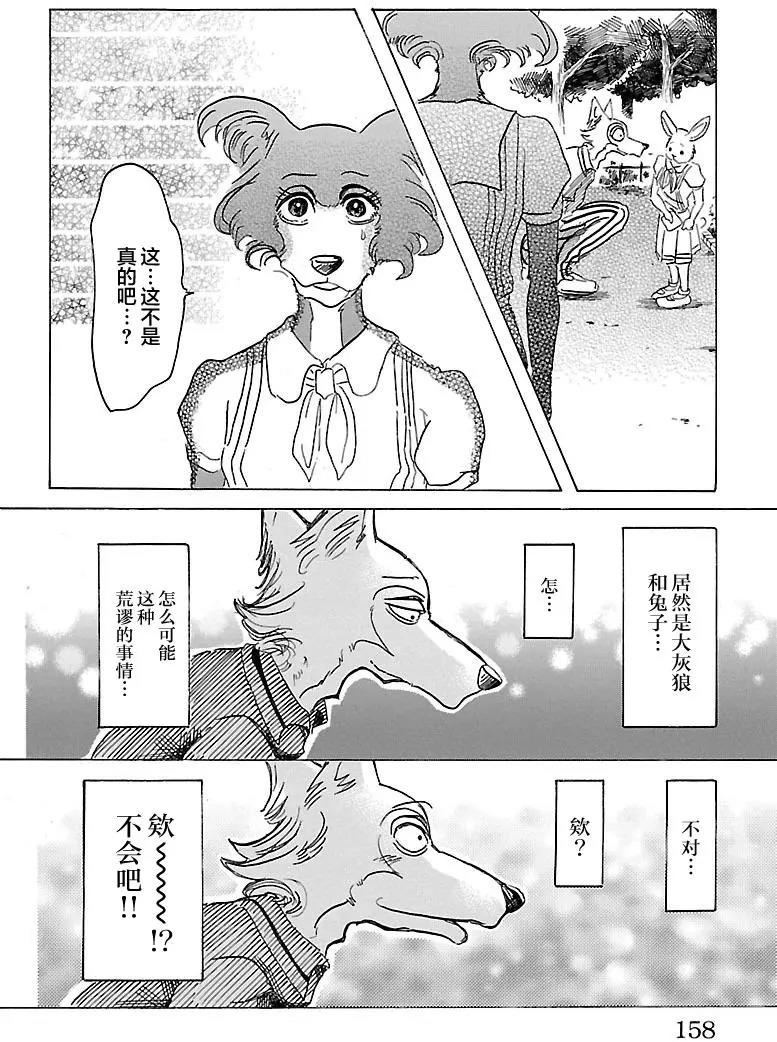 这…这不是
真的吧…?
居然是大灰狼
和兔子…
怎…
怎么可能
这种
荒谬的事情…
不对…
欸?
欸〰〰〰!?
不会吧!!
158